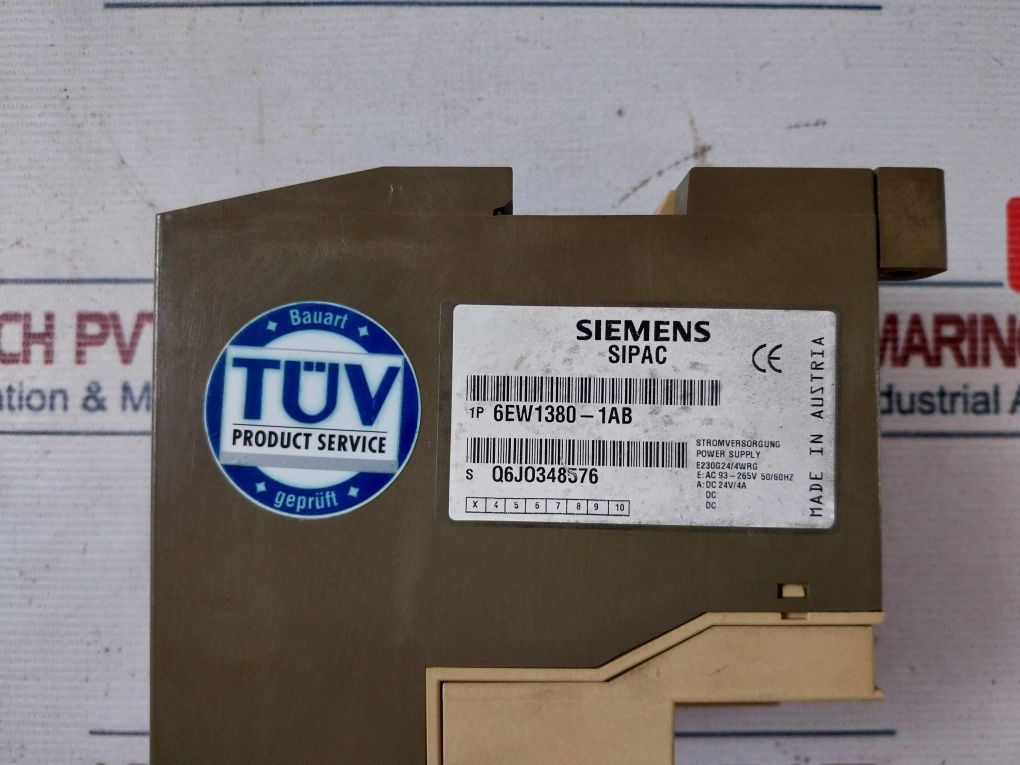 Bauart
TÜV
PRODUCT SERVICE
geprüft
SIEMENS
SIPAC
CE
1P 6EW1380-1AB
S Q6J0348576
X 4 5 6 7 8 9 10
STROMVERSORGUNG
POWER SUPPLY
E230G24/4WRG
E: AC 93-265V 50/60HZ
A: DC 24V/4A
DC
DC
MADE IN AUSTRIA
CH PV
MARIN
ation & M
dustrial A